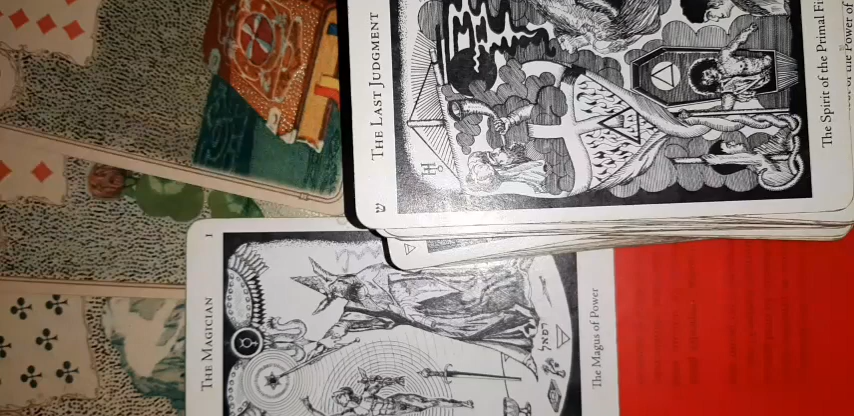 THE LAST JUDGMENT
ש
The Spirit of the Primal Fi
of the Power of
I
THE MAGICIAN
רפאל
The Magus of Power